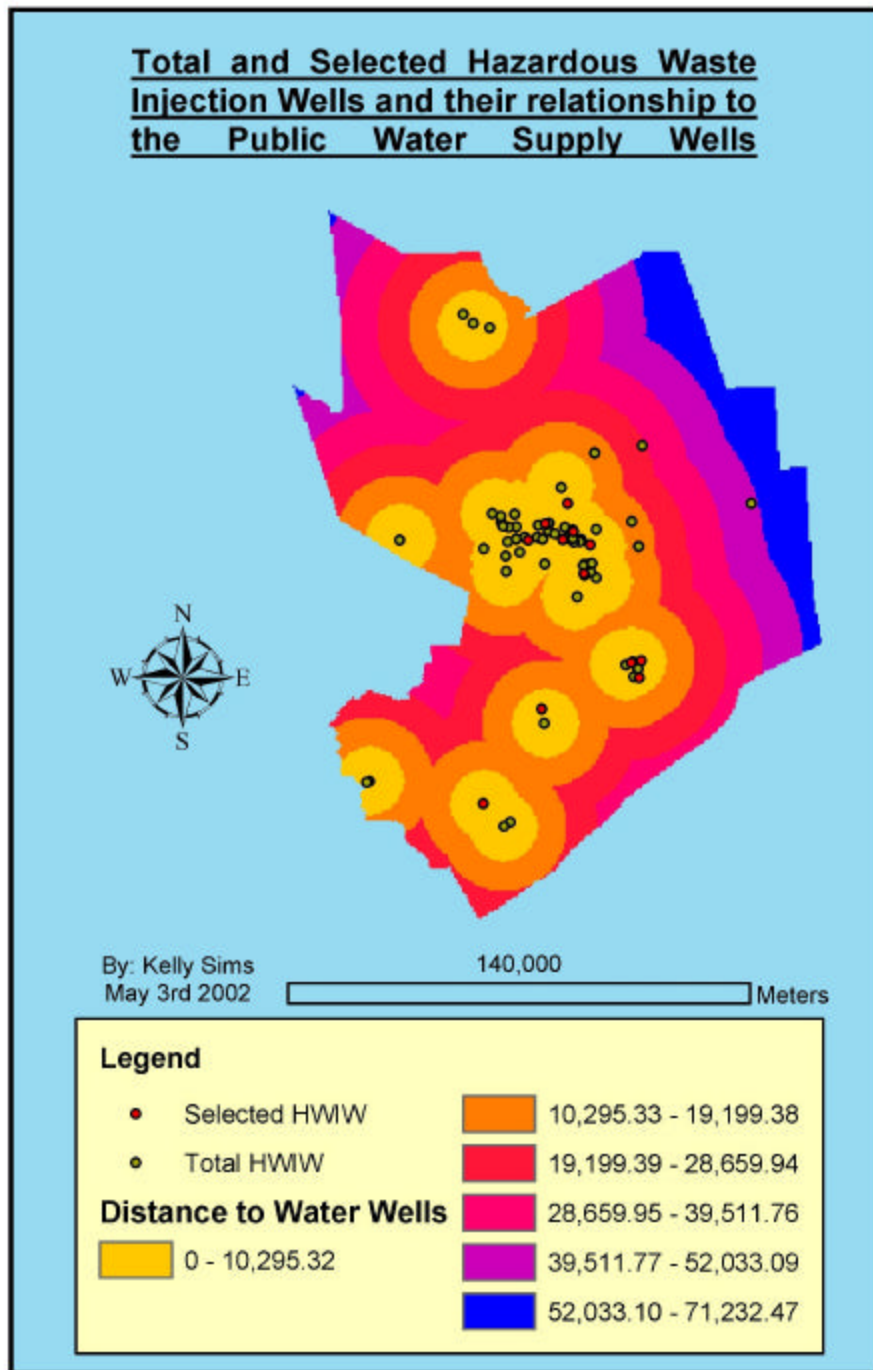 Total and Selected Hazardous Waste
Injection Wells and their relationship to
the Public Water Supply Wells
N
W E
S
By: Kelly Sims
May 3rd 2002
140,000
Meters
Legend
Selected HWIW
Total HWIW
Distance to Water Wells
0 - 10,295.32
10,295.33 - 19,199.38
19,199.39 - 28,659.94
28,659.95 - 39,511.76
39,511.77 - 52,033.09
52,033.10 - 71,232.47